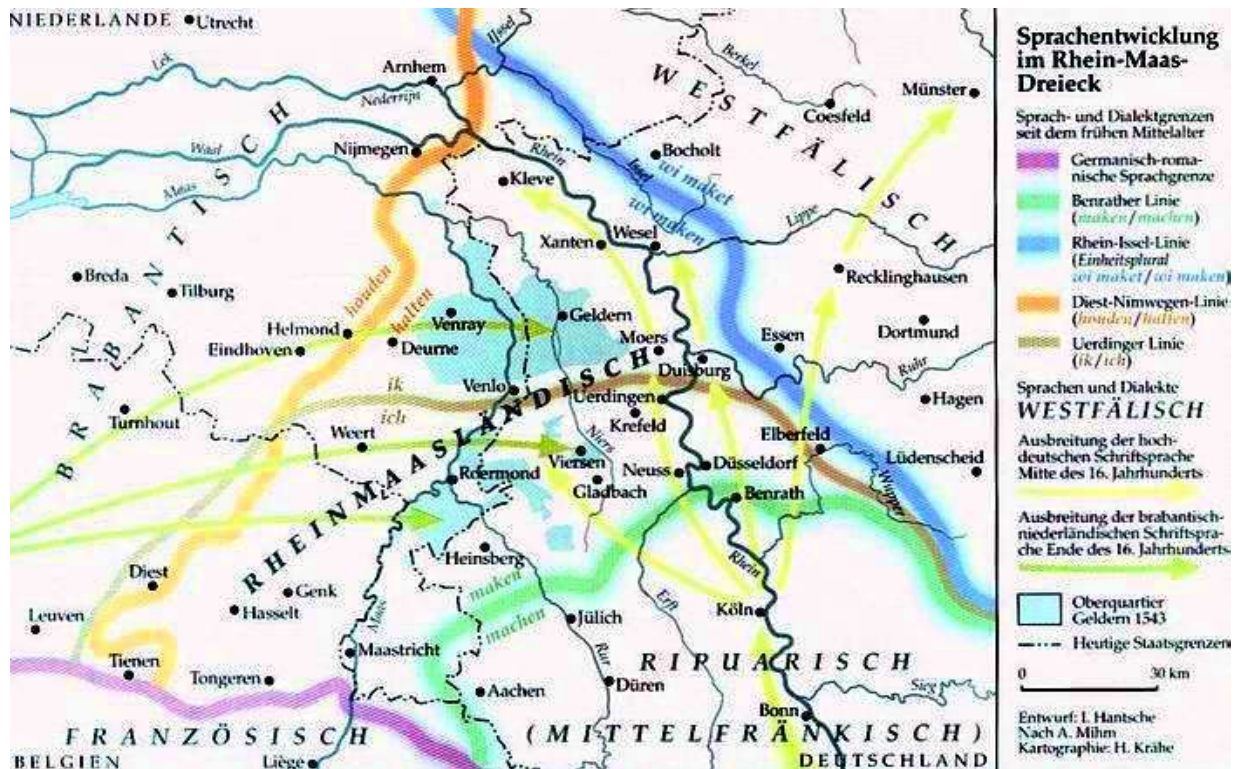 NIEDERLANDE
Utrecht
IJssel
Berkel
WESTFÄLISCH
Münster
Coesfeld
Lek
Arnhem
Nederrijn
Waal
Nijmegen
Maas
BRABANTISCH
Rhein
Issel
Bocholt
Kleve
wi maket
wi maken
Xanten
Wesel
Lippe
Recklinghausen
Breda
Tilburg
houden
halten
Helmond
Eindhoven
Venray
Deurne
Geldern
Moers
Essen
Dortmund
Duisburg
Ruhr
Turnhout
ik
ich
Venlo
Uerdingen
Krefeld
Hagen
Weert
Niers
Elberfeld
Lüdenscheid
RHEINMAASLÄNDISCH
Roermond
Viersen
Gladbach
Neuss
Düsseldorf
Benrath
Wupper
Heinsberg
Rhein
maken
machen
Diest
Genk
Hasselt
Leuven
Maas
Jülich
Erft
Köln
Tienen
Tongeren
Maastricht
Rur
RIPUARISCH
Aachen
Düren
Sieg
Bonn
FRANZÖSISCH
(MITTELFRÄNKISCH)
BELGIEN
Liège
DEUTSCHLAND
Sprachentwicklung
im Rhein-Maas-
Dreieck
Sprach- und Dialektgrenzen
seit dem frühen Mittelalter
Germanisch-roma-
nische Sprachgrenze
Benrather Linie
(maken/machen)
Rhein-Issel-Linie
(Einheitsplural
wi maket/wi maken)
Diest-Nimwegen-Linie
(houden/halten)
Uerdinger Linie
(ik/ich)
Sprachen und Dialekte
WESTFÄLISCH
Ausbreitung der hoch-
deutschen Schriftsprache
Mitte des 16. Jahrhunderts
Ausbreitung der brabantisch-
niederländischen Schriftspra-
che Ende des 16. Jahrhunderts
Oberquartier
Geldern 1543
Heutige Staatsgrenzen
0 30 km
Entwurf: I. Hantsche
Nach A. Mihm
Kartographie: H. Krähe